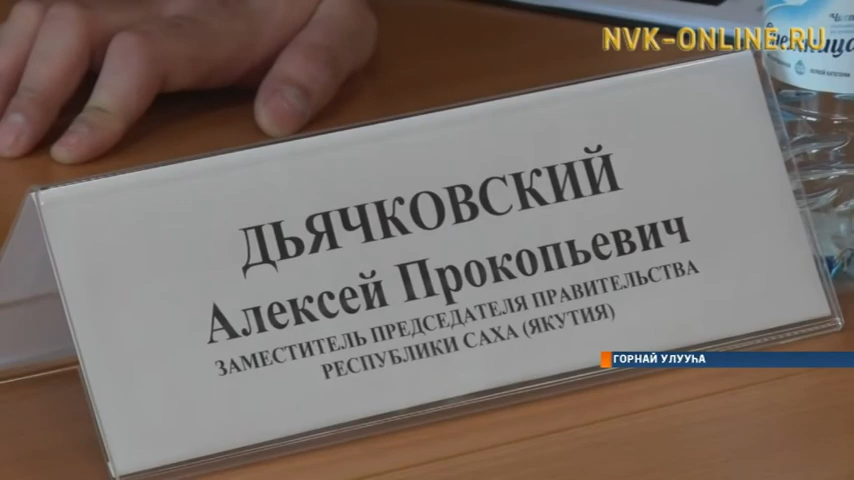 NVK-ONLINE.RU
ДЬЯЧКОВСКИЙ
Алексей Прокопьевич
ЗАМЕСТИТЕЛЬ ПРЕДСЕДАТЕЛЯ ПРАВИТЕЛЬСТВА
РЕСПУБЛИКИ САХА (ЯКУТИЯ)
ГОРНАЙ УЛУУҺА